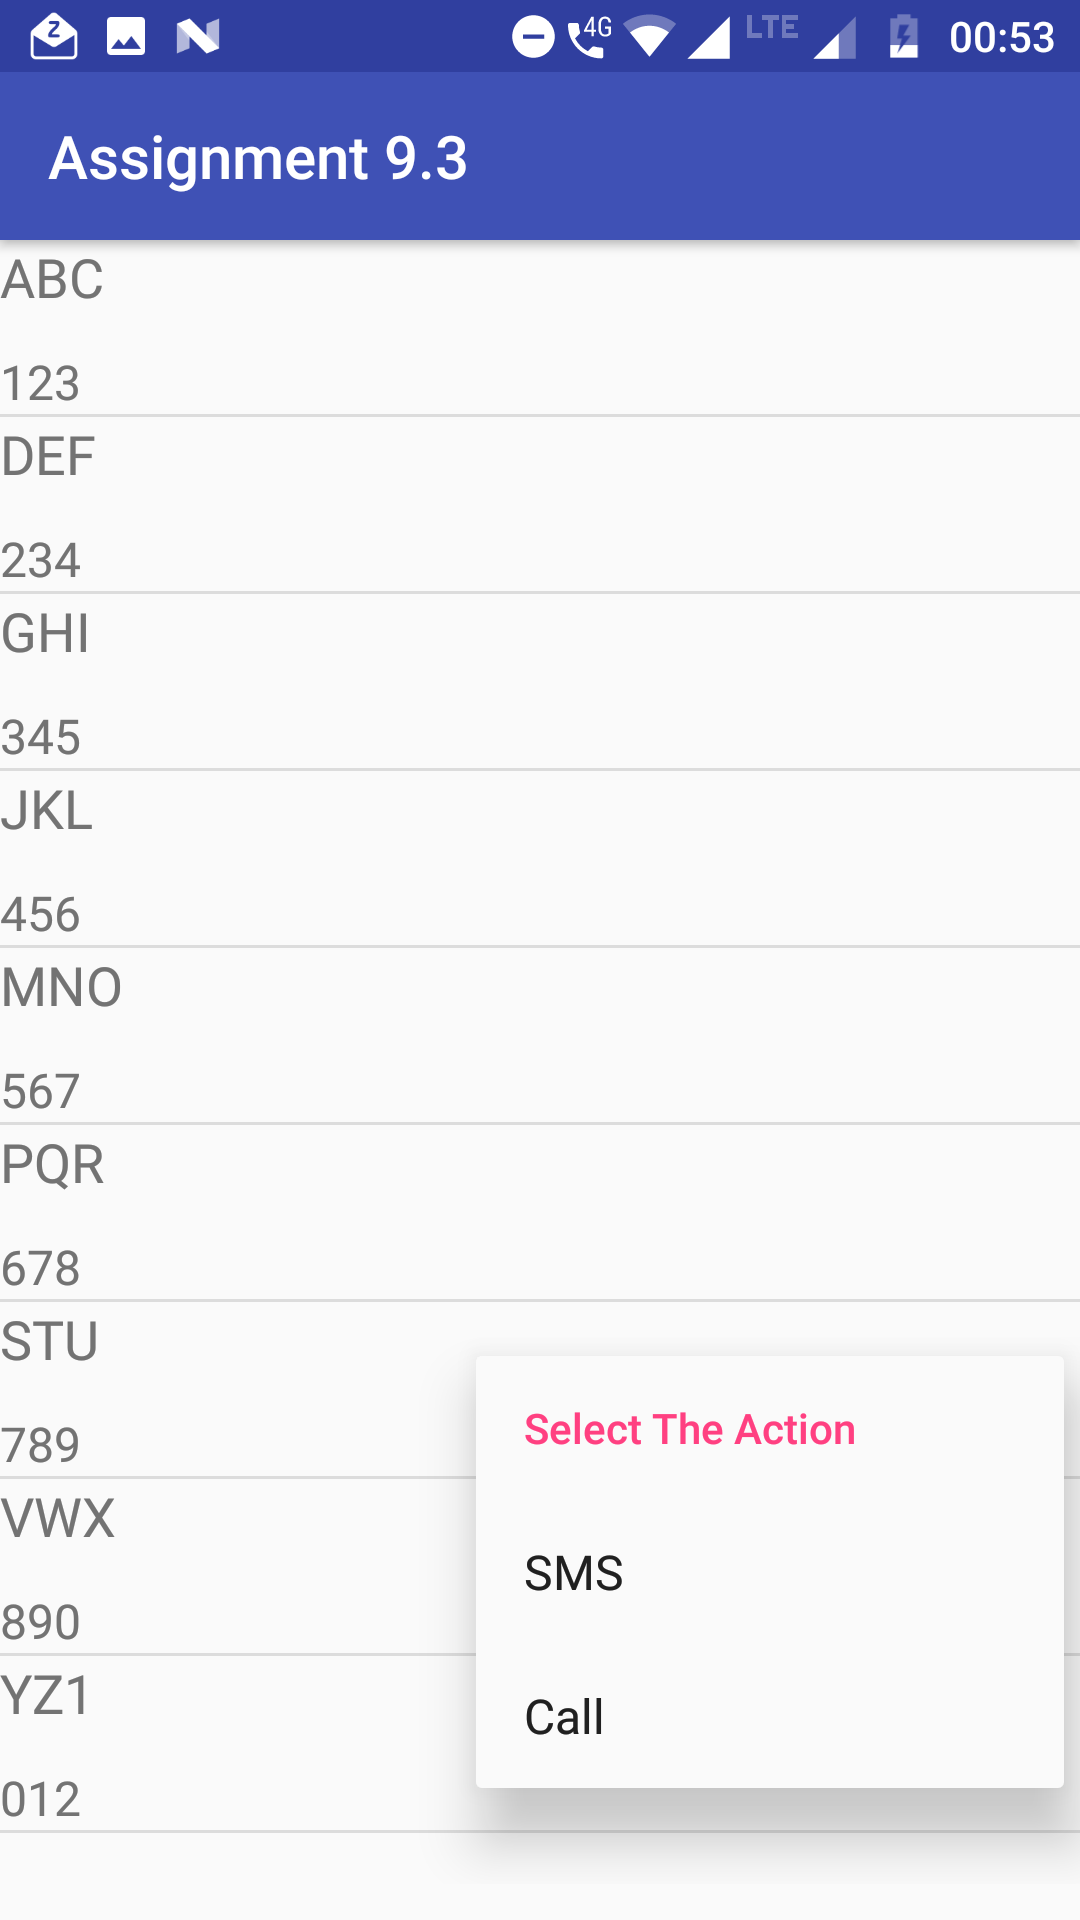 4G LTE 00:53
Assignment 9.3
ABC
123
DEF
234
GHI
345
JKL
456
MNO
567
PQR
678
STU
789
VWX
890
YZ1
012
Select The Action
SMS
Call